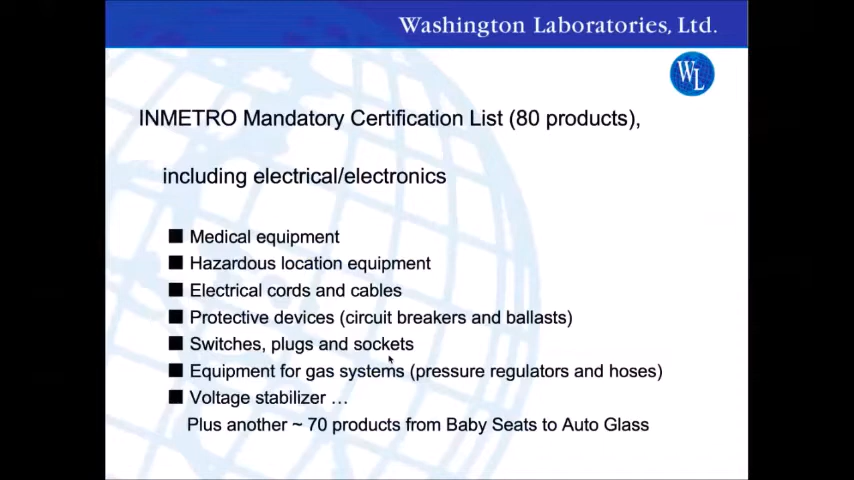 Washington Laboratories, Ltd.
WL
INMETRO Mandatory Certification List (80 products),
including electrical/electronics
■ Medical equipment
■ Hazardous location equipment
■ Electrical cords and cables
■ Protective devices (circuit breakers and ballasts)
■ Switches, plugs and sockets
■ Equipment for gas systems (pressure regulators and hoses)
■ Voltage stabilizer …
Plus another ~ 70 products from Baby Seats to Auto Glass